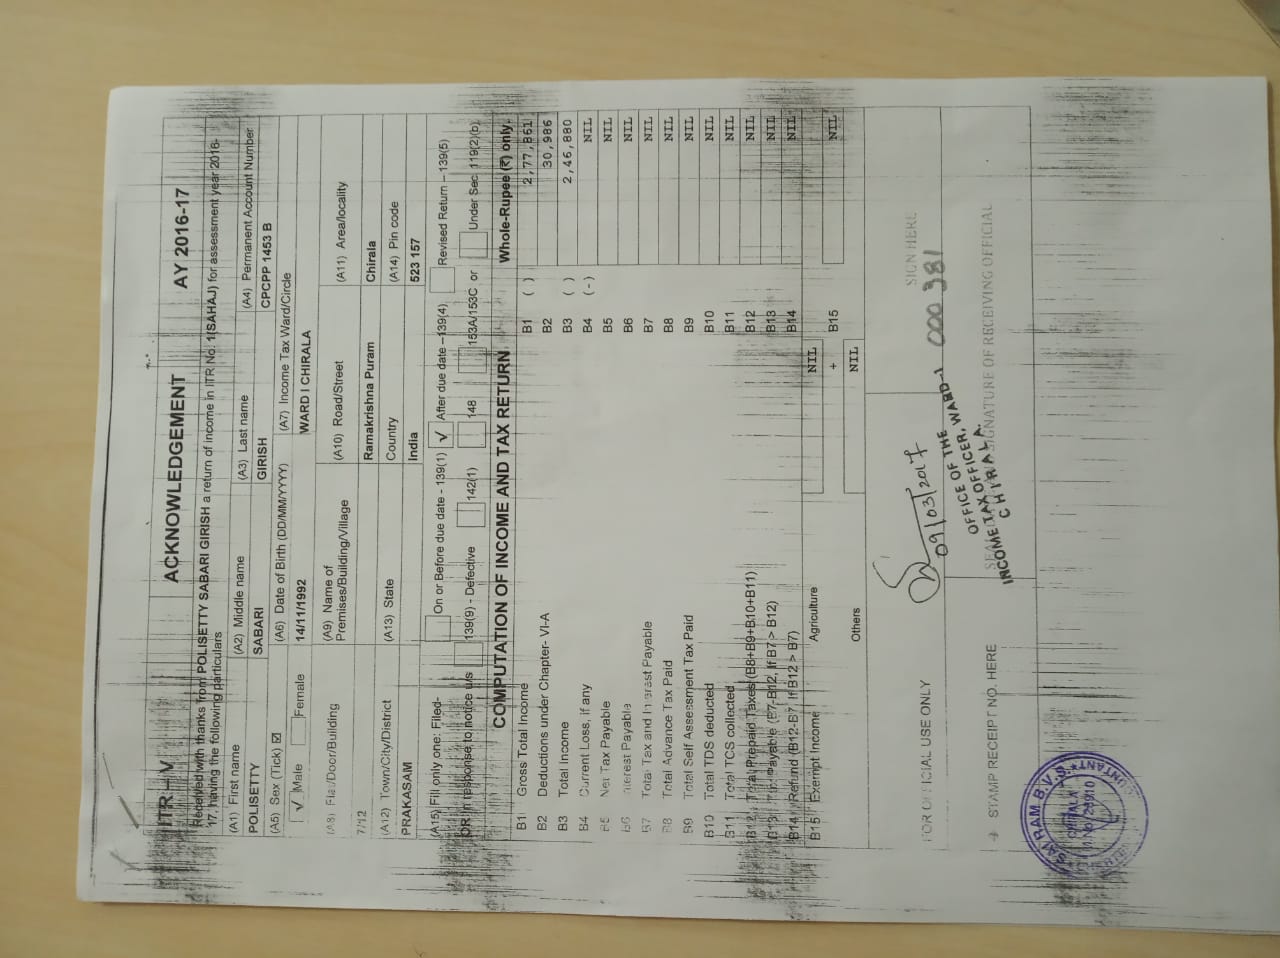 ITR - V ACKNOWLEDGEMENT AY 2016-17
Received with thanks from POLISETTY SABARI GIRISH a return of income in ITR No. 1(SAHAJ) for assessment year 2016-
17, having the following particulars
(A1) First name (A2) Middle name (A3) Last name (A4) Permanent Account Number
POLISETTY SABARI GIRISH CPCPP 1453 B
(A5) Sex (Tick) ☑ (A6) Date of Birth (DD/MM/YYYY) (A7) Income Tax Ward/Circle
√ Male Female 14/11/1992 WARD I CHIRALA
(A8) Flat/Door/Building (A9) Name of Premises/Building/Village (A10) Road/Street (A11) Area/locality
7/12 Ramakrishna Puram Chirala
(A12) Town/City/District (A13) State Country (A14) Pin code
PRAKASAM India 523 157
(A15) Fill only one: Filed- On or Before due date - 139(1) √ After due date –139(4) Revised Return – 139(5)
OR In response to notice u/s 139(9) - Defective 142(1) 148 153A/153C or Under Sec. 119(2)(b)
COMPUTATION OF INCOME AND TAX RETURN Whole-Rupee (₹) only.
B1 Gross Total Income B1 ( ) 2,77,861
B2 Deductions under Chapter- VI-A B2 30,986
B3 Total Income B3 ( ) 2,46,880
B4 Current Loss, if any B4 (-) NIL
B5 Net Tax Payable B5 NIL
B6 Interest Payable B6 NIL
B7 Total Tax and Interest Payable B7 NIL
B8 Total Advance Tax Paid B8 NIL
B9 Total Self Assessment Tax Paid B9 NIL
B10 Total TDS deducted B10 NIL
B11 Total TCS collected B11 NIL
B12 Total Prepaid Taxes (B8+B9+B10+B11) B12 NIL
B13 Tax Payable (B7-B12, If B7 > B12) B13 NIL
B14 Refund (B12-B7 If B12 > B7) B14 NIL
B15 Exempt Income Agriculture NIL B15 NIL
+
Others NIL
FOR OFFICIAL USE ONLY SIGN HERE
09/03/2017
000381
OFFICE OF THE
INCOME TAX OFFICER, WARD-1
CHIRALA.
→ STAMP RECEIPT NO. HERE SIGNATURE OF RECEIVING OFFICIAL
SAIRAM B.V.S.